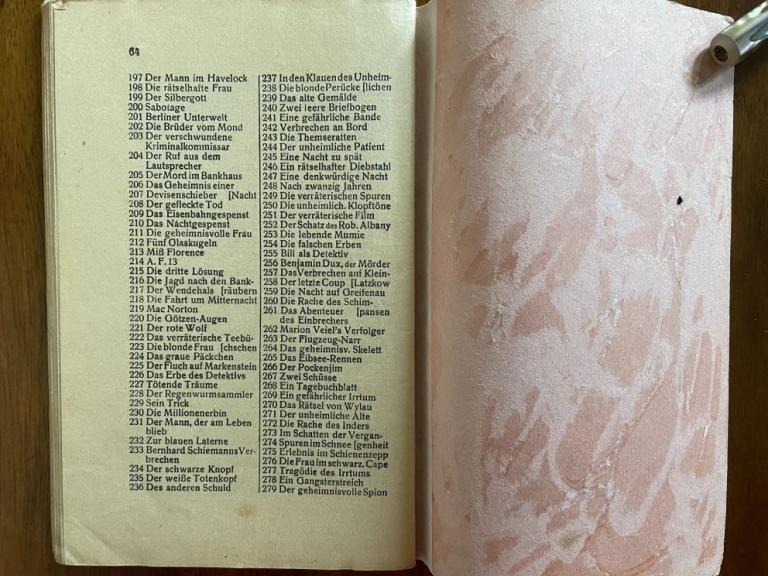 64
197 Der Mann im Havelock
198 Die rätselhafte Frau
199 Der Silbergott
200 Sabotage
201 Berliner Unterwelt
202 Die Brüder vom Mond
203 Der verschwundene
Kriminalkommissar
204 Der Ruf aus dem
Lautsprecher
205 Der Mord im Bankhaus
206 Das Geheimnis einer
207 Devisenschieber [Nacht
208 Der gefleckte Tod
209 Das Eisenbahngespenst
210 Das Nachtgespenst
211 Die geheimnisvolle Frau
212 Fünf Glaskugeln
213 Miß Florence
214 A. F. 13
215 Die dritte Lösung
216 Die Jagd nach den Bank-
217 Der Wendehals [räubern
218 Die Fahrt um Mitternacht
219 Mac Norton
220 Die Götzen-Augen
221 Der rote Wolf
222 Das verräterische Teebü-
223 Die blonde Frau [chschen
224 Das graue Päckchen
225 Der Fluch auf Markenstein
226 Das Erbe des Detektivs
227 Tötende Träume
228 Der Regenwurmsammler
229 Sein Trick
230 Die Millionenerbin
231 Der Mann, der am Leben
blieb
232 Zur blauen Laterne
233 Bernhard Schiemanns Ver-
brechen
234 Der schwarze Knopf
235 Der weiße Totenkopf
236 Des anderen Schuld
237 In den Klauen des Unheim-
238 Die blonde Perücke [lichen
239 Das alte Gemälde
240 Zwei leere Briefbogen
241 Eine gefährliche Bande
242 Verbrechen an Bord
243 Die Themseratten
244 Der unheimliche Patient
245 Eine Nacht zu spät
246 Ein rätselhafter Diebstahl
247 Eine denkwürdige Nacht
248 Nach zwanzig Jahren
249 Die verräterischen Spuren
250 Die unheimlich. Klopftöne
251 Der verräterische Film
252 Der Schatz des Rob. Albany
253 Die lebende Mumie
254 Die falschen Erben
255 Bill als Detektiv
256 Benjamin Dux, der Mörder
257 Das Verbrechen auf Klein-
258 Der letzte Coup [Latzkow
259 Die Nacht auf Greifenau
260 Die Rache des Schim-
261 Das Abenteuer [pansen
des Einbrechers
262 Marion Veiel's Verfolger
263 Der Flugzeug-Narr
264 Das geheimnisv. Skelett
265 Das Eibsee-Rennen
266 Der Pockenjim
267 Zwei Schüsse
268 Ein Tagebuchblatt
269 Ein gefährlicher Irrtum
270 Das Rätsel von Wylau
271 Der unheimliche Alte
272 Die Rache des Inders
273 Im Schatten der Vergan-
274 Spuren im Schnee [genheit
275 Erlebnis im Schienenzepp
276 Die Frau im schwarz. Cape
277 Tragödie des Irrtums
278 Ein Gangsterstreich
279 Der geheimnisvolle Spion